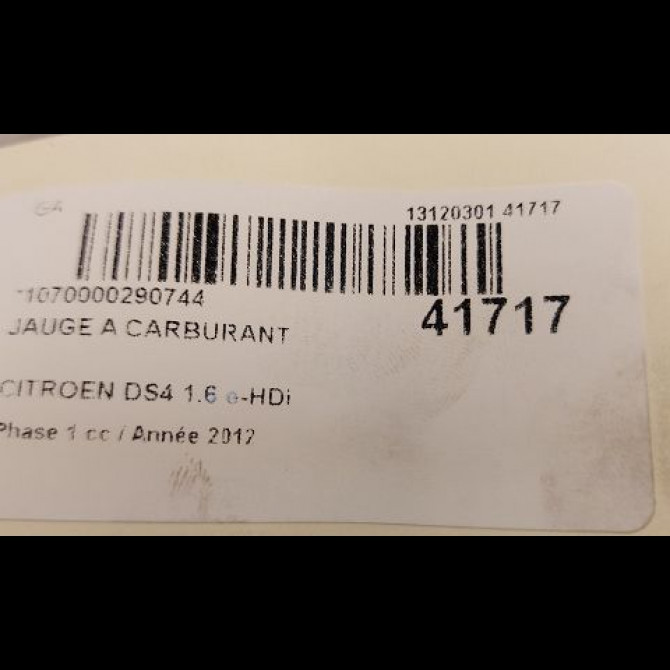 13120301 41717
1070000290744
41717
JAUGE A CARBURANT
CITROEN DS4 1.6 e-HDi
Phase 1 cc / Année 2012